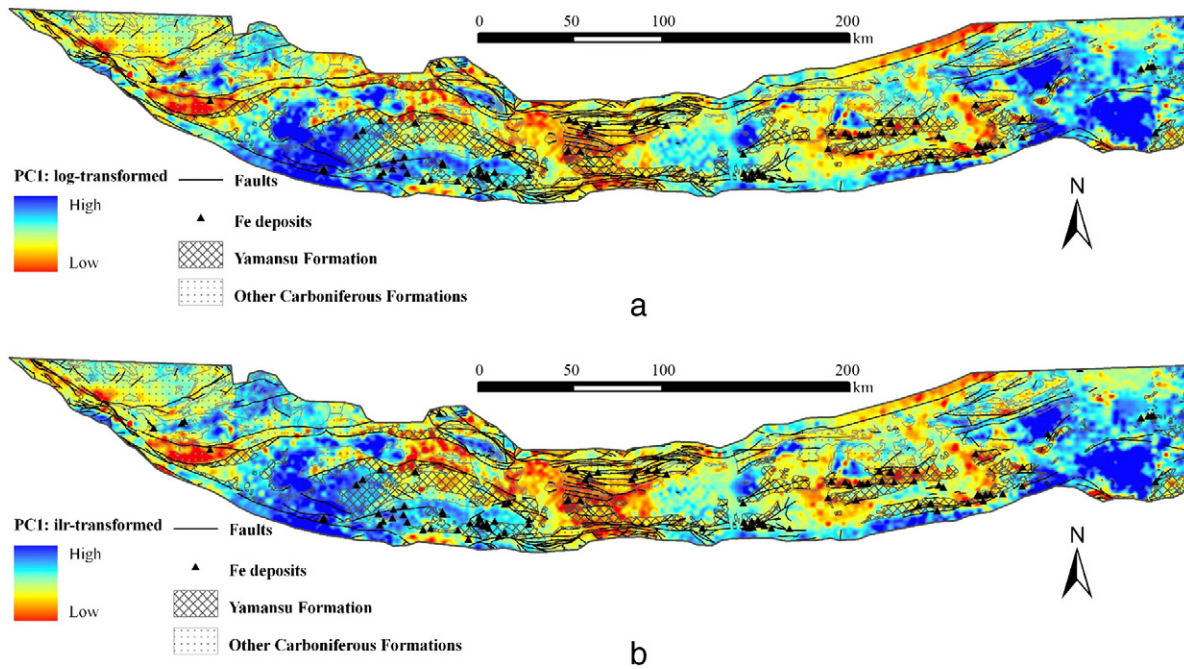 0 50 100 200
km
N
PC1: log-transformed
High
Low
Faults
Fe deposits
Yamansu Formation
Other Carboniferous Formations
a
0 50 100 200
km
N
PC1: ilr-transformed
High
Low
Faults
Fe deposits
Yamansu Formation
Other Carboniferous Formations
b